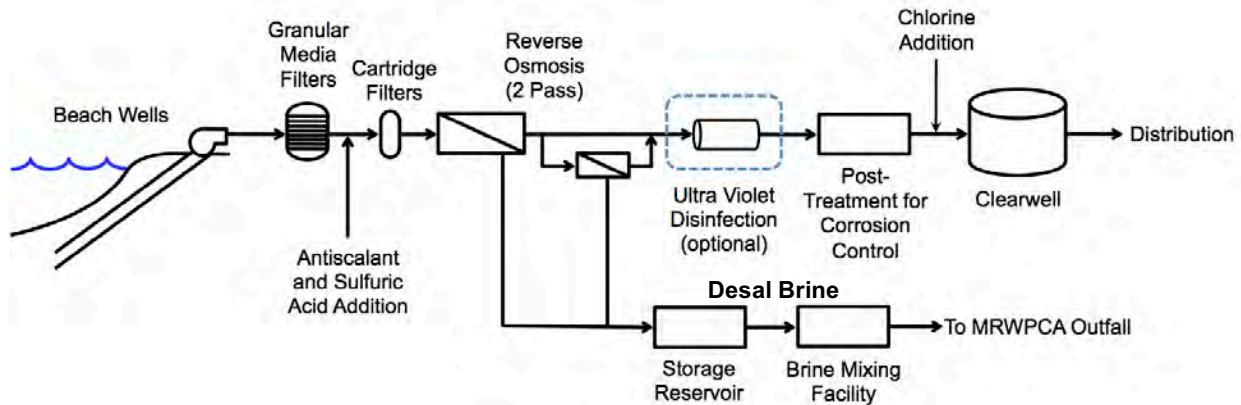 Beach Wells
Granular
Media
Filters
Antiscalant
and Sulfuric
Acid Addition
Cartridge
Filters
Reverse
Osmosis
(2 Pass)
Ultra Violet
Disinfection
(optional)
Post-
Treatment for
Corrosion
Control
Chlorine
Addition
Clearwell
Distribution
Desal Brine
Storage
Reservoir
Brine Mixing
Facility
To MRWPCA Outfall